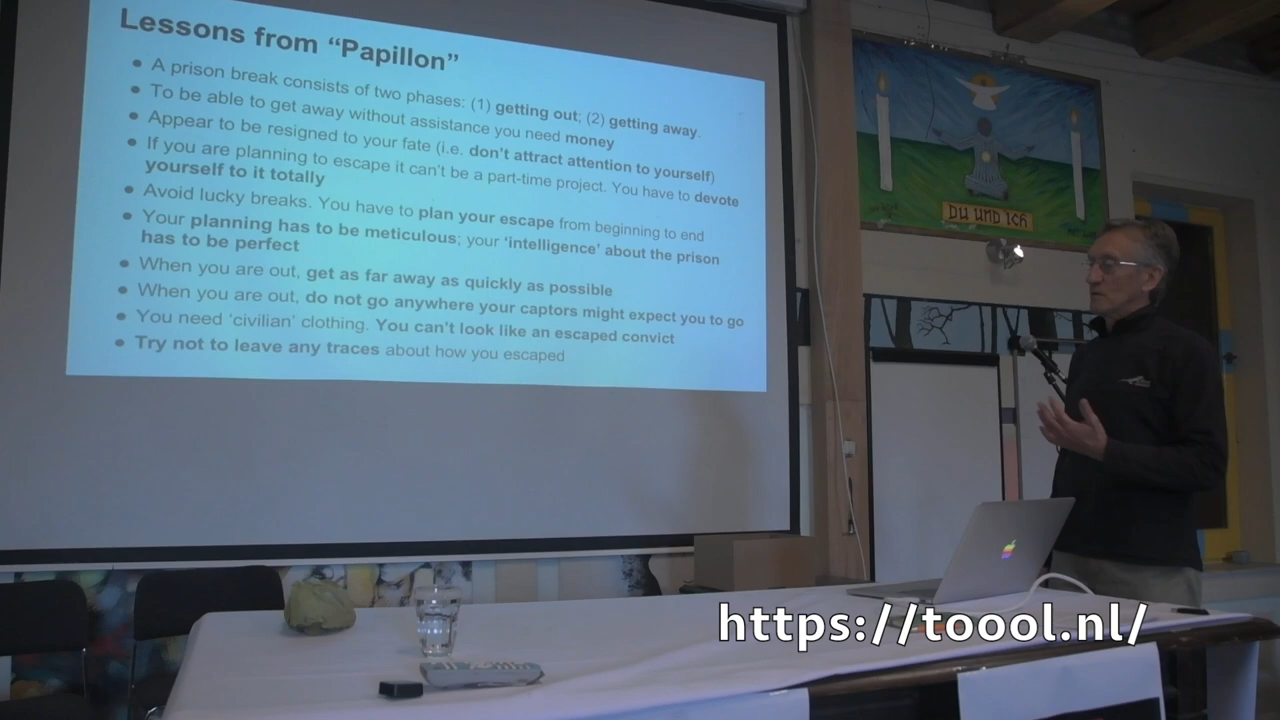 Lessons from “Papillon”
● A prison break consists of two phases: (1) getting out; (2) getting away.
● To be able to get away without assistance you need money
● Appear to be resigned to your fate (i.e. don’t attract attention to yourself)
● If you are planning to escape it can’t be a part-time project. You have to devote
yourself to it totally
● Avoid lucky breaks. You have to plan your escape from beginning to end
● Your planning has to be meticulous; your ‘intelligence’ about the prison
has to be perfect
● When you are out, get as far away as quickly as possible
● When you are out, do not go anywhere your captors might expect you to go
● You need ‘civilian’ clothing. You can’t look like an escaped convict
● Try not to leave any traces about how you escaped
DU UND ICH
https://toool.nl/